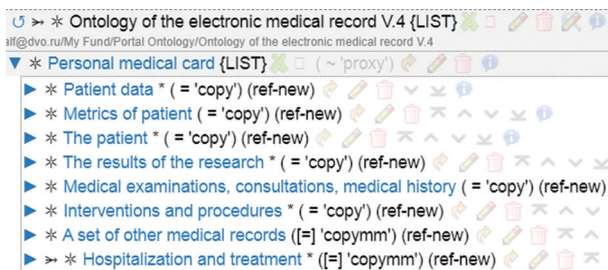 Ontology of the electronic medical record V.4 {LIST}
alf@dvo.ru/My Fund/Portal Ontology/Ontology of the electronic medical record V.4
Personal medical card {LIST} ( ~ 'proxy')
Patient data * ( = 'copy') (ref-new)
Metrics of patient ( = 'copy') (ref-new)
The patient * ( = 'copy') (ref-new)
The results of the research * ( = 'copy') (ref-new)
Medical examinations, consultations, medical history ( = 'copy') (ref-new)
Interventions and procedures * ( = 'copy') (ref-new)
A set of other medical records ([=] 'copymm') (ref-new)
Hospitalization and treatment * ([=] 'copymm') (ref-new)